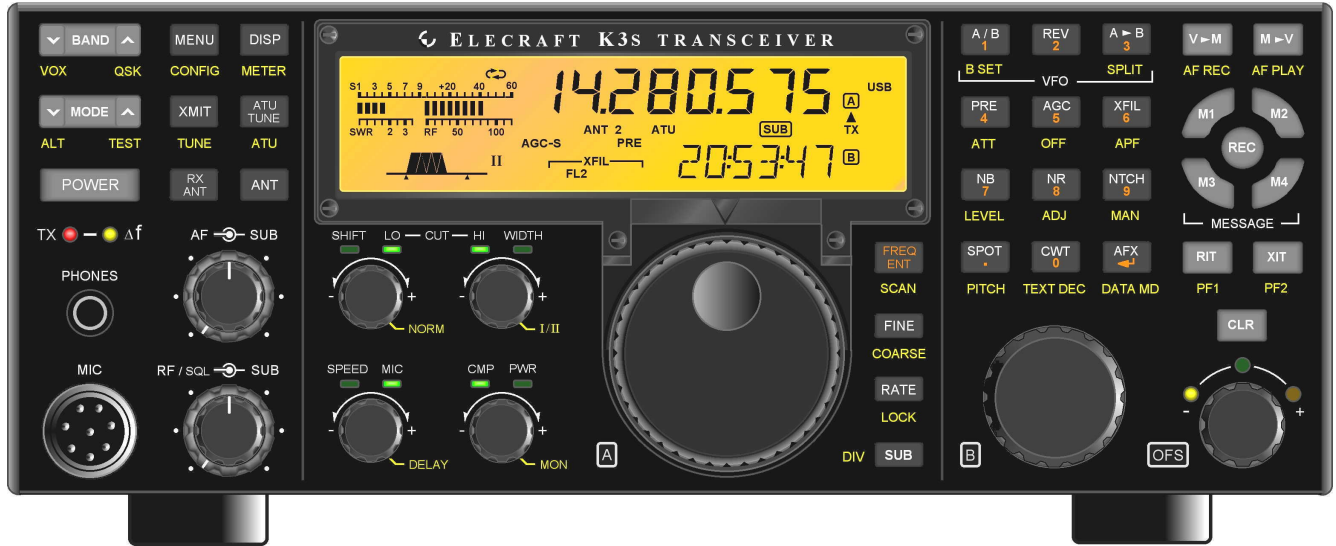 BAND
VOX QSK
MENU
CONFIG
DISP
METER
MODE
ALT TEST
XMIT
TUNE
ATU
TUNE
ATU
POWER
RX
ANT
ANT
TX – Δf
PHONES
MIC
AF SUB
RF / SQL SUB
ELECRAFT K3S TRANSCEIVER
S1 3 5 7 9 +20 40 60
SWR 2 3 RF 50 100
14.280.575
USB
A
TX
ANT 2 ATU SUB
AGC-S PRE
XFIL
FL2
II
20:53:47
B
SHIFT LO CUT HI WIDTH
- + - +
NORM I/II
SPEED MIC CMP PWR
- + - +
DELAY MON
A
FREQ
ENT
SCAN
FINE
COARSE
RATE
LOCK
DIV SUB
A / B
1
REV
2
A ► B
3
B SET SPLIT
VFO
PRE
4
ATT
AGC
5
OFF
XFIL
6
APF
NB
7
LEVEL
NR
8
ADJ
NTCH
9
MAN
SPOT
.
PITCH
CWT
0
TEXT DEC
AFX
DATA MD
V►M M►V
AF REC AF PLAY
M1 M2
REC
M3 M4
MESSAGE
RIT XIT
PF1 PF2
CLR
- +
B
OFS